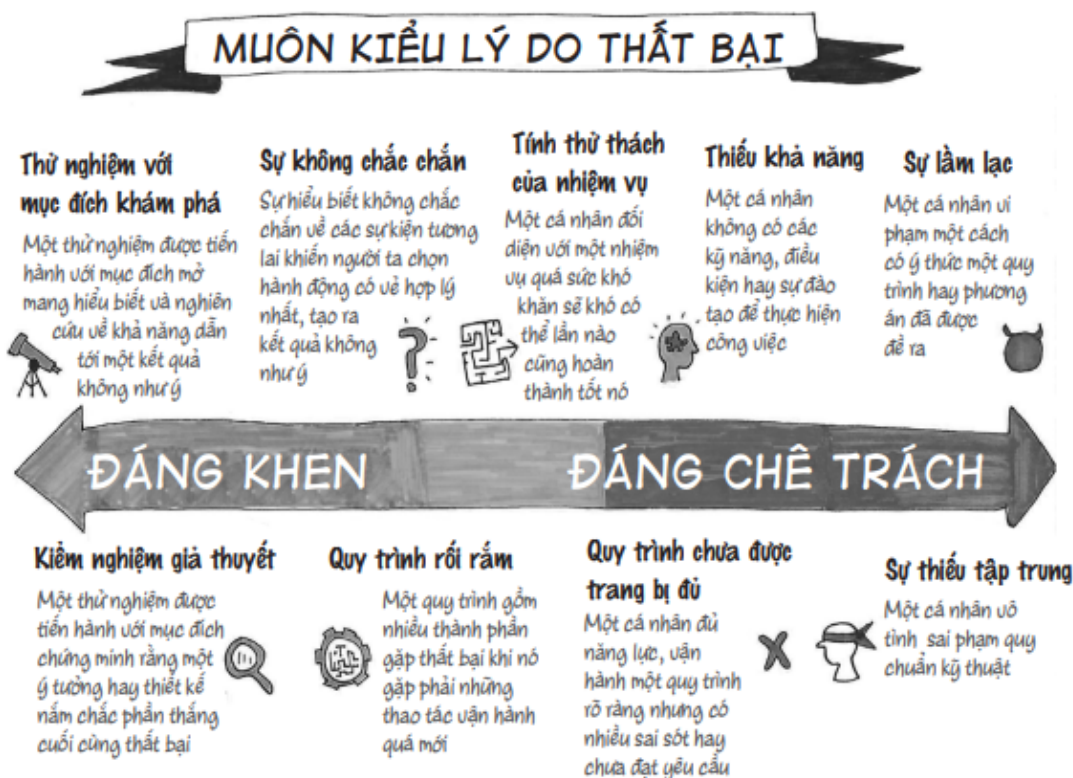 MUÔN KIỂU LÝ DO THẤT BẠI
Thử nghiệm với
mục đích khám phá
Một thử nghiệm được tiến
hành với mục đích mở
mang hiểu biết và nghiên
cứu về khả năng dẫn
tới một kết quả
không như ý
Sự không chắc chắn
Sự hiểu biết không chắc
chắn về các sự kiện tương
lai khiến người ta chọn
hành động có vẻ hợp lý
nhất, tạo ra
kết quả không
như ý
Tính thử thách
của nhiệm vụ
Một cá nhân đối
diện với một nhiệm
vụ quá sức khó
khăn sẽ khó có
thể lần nào
cũng hoàn
thành tốt nó
Thiếu khả năng
Một cá nhân
không có các
kỹ năng, điều
kiện hay sự đào
tạo để thực hiện
công việc
Sự lầm lạc
Một cá nhân vi
phạm một cách
có ý thức một quy
trình hay phương
án đã được
đề ra
ĐÁNG KHEN
ĐÁNG CHÊ TRÁCH
Kiểm nghiệm giả thuyết
Một thử nghiệm được
tiến hành với mục đích
chứng minh rằng một
ý tưởng hay thiết kế
nắm chắc phần thắng
cuối cùng thất bại
Quy trình rối rắm
Một quy trình gồm
nhiều thành phần
gặp thất bại khi nó
gặp phải những
thao tác vận hành
quá mới
Quy trình chưa được
trang bị đủ
Một cá nhân đủ
năng lực, vận
hành một quy trình
rõ ràng nhưng có
nhiều sai sót hay
chưa đạt yêu cầu
Sự thiếu tập trung
Một cá nhân vô
tình sai phạm quy
chuẩn kỹ thuật